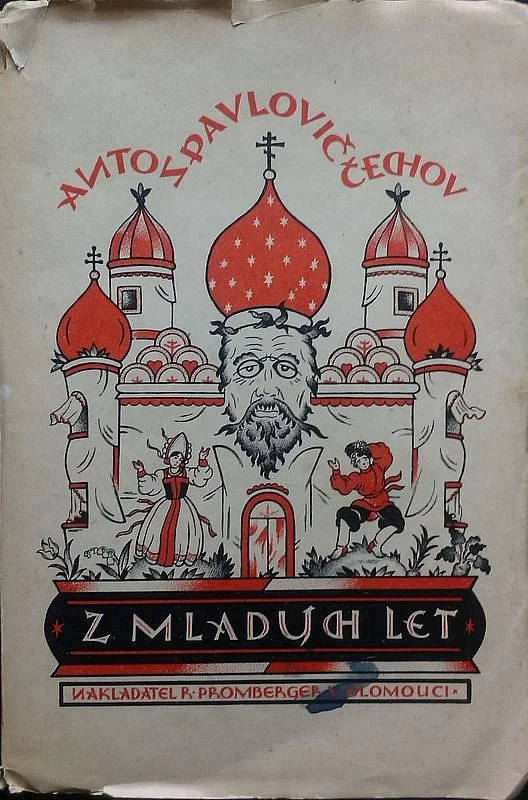 ANTON PAVLOVIČ ČECHOV
Z MLADÝCH LET
NAKLADATEL R. PROMBERGER V OLOMOUCI.